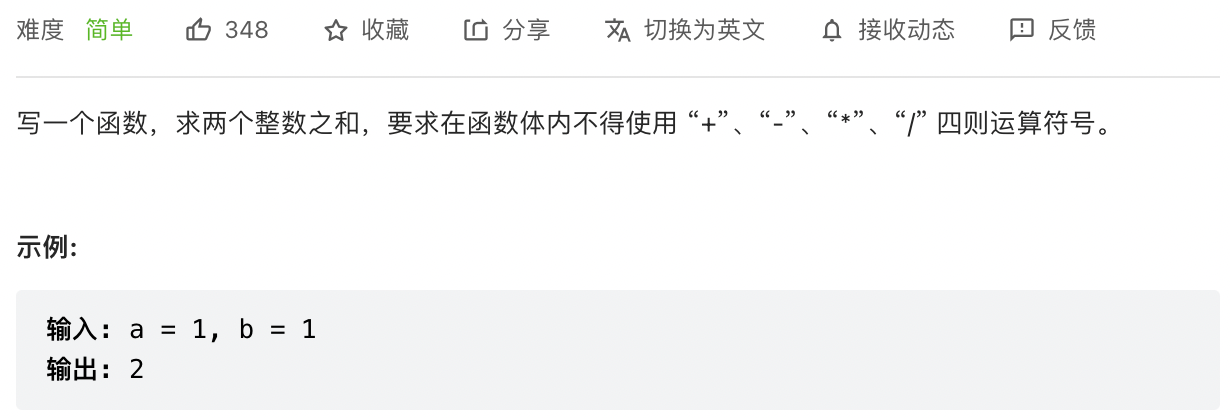 难度 简单 348 收藏 分享 切换为英文 接收动态 反馈
写一个函数，求两个整数之和，要求在函数体内不得使用 “+”、“-”、“*”、“/” 四则运算符号。
示例:
输入: a = 1, b = 1
输出: 2